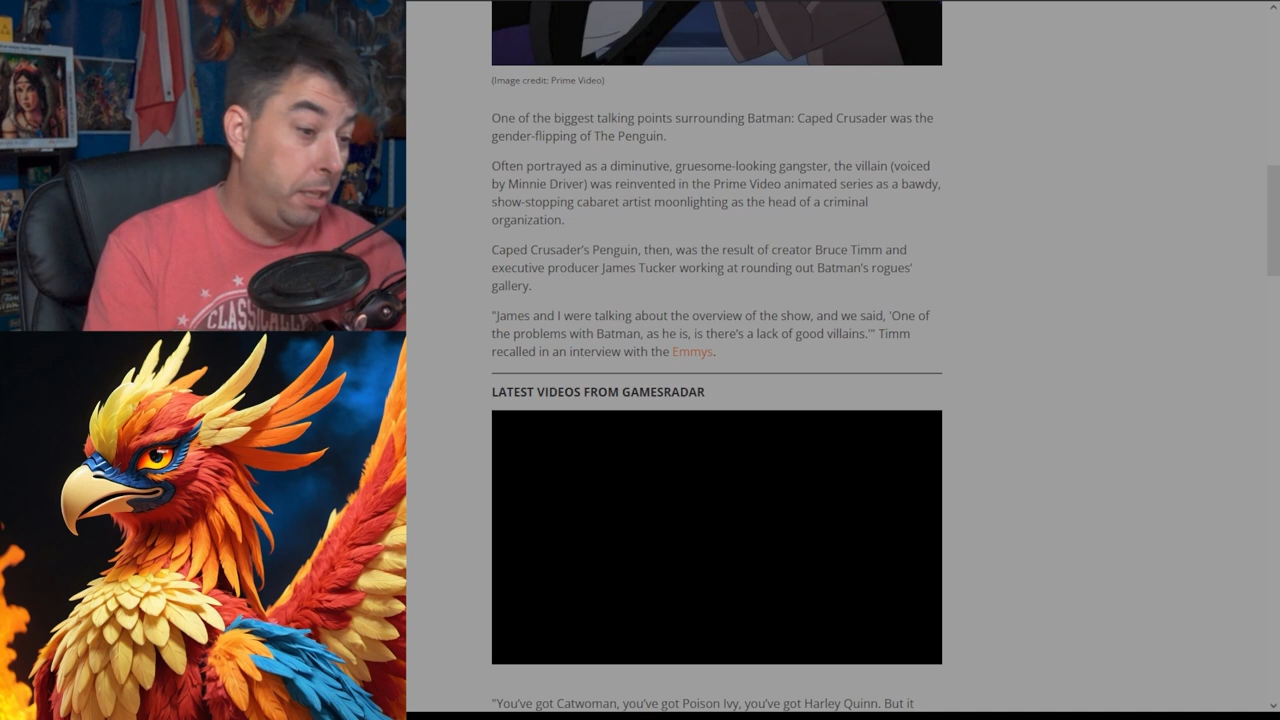 (Image credit: Prime Video)
One of the biggest talking points surrounding Batman: Caped Crusader was the
gender-flipping of The Penguin.
Often portrayed as a diminutive, gruesome-looking gangster, the villain (voiced
by Minnie Driver) was reinvented in the Prime Video animated series as a bawdy,
show-stopping cabaret artist moonlighting as the head of a criminal
organization.
Caped Crusader’s Penguin, then, was the result of creator Bruce Timm and
executive producer James Tucker working at rounding out Batman’s rogues’
gallery.
"James and I were talking about the overview of the show, and we said, ‘One of
the problems with Batman, as he is, is there’s a lack of good villains.’" Timm
recalled in an interview with the Emmys.
LATEST VIDEOS FROM GAMESRADAR
"You’ve got Catwoman, you’ve got Poison Ivy, you’ve got Harley Quinn. But it
CLASSICALLY